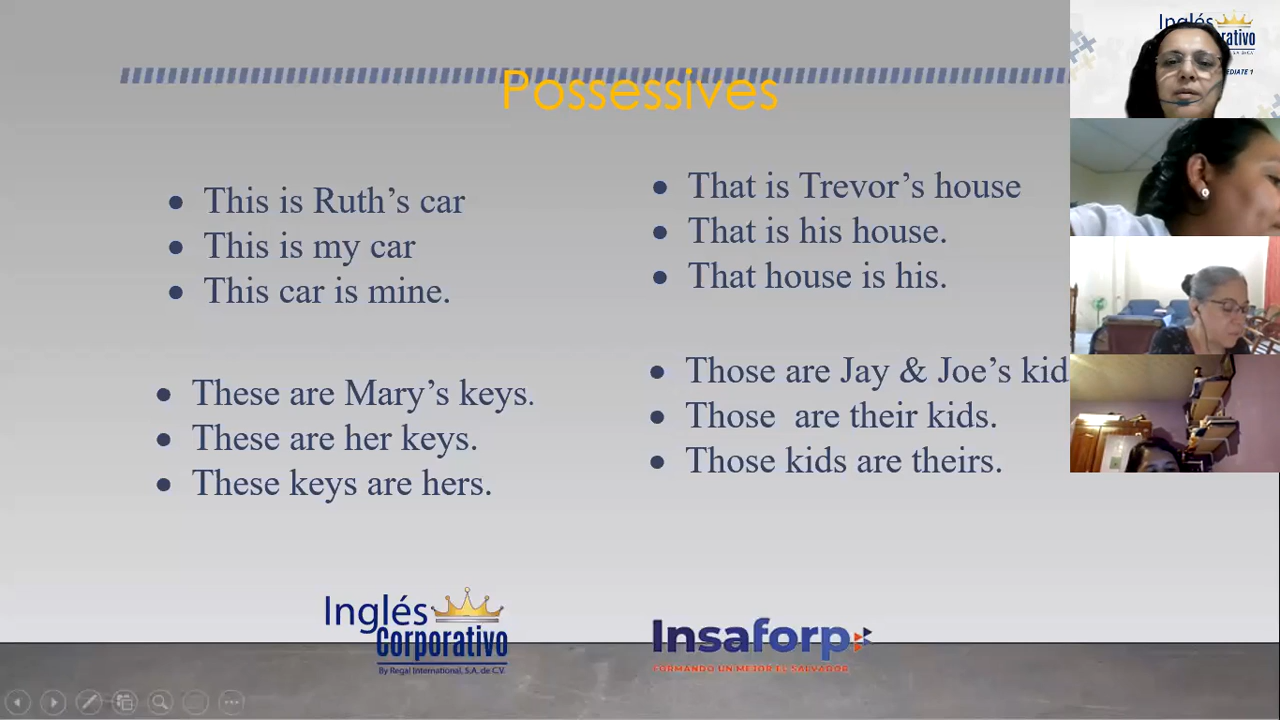 Possessives
This is Ruth’s car
This is my car
This car is mine.
These are Mary’s keys.
These are her keys.
These keys are hers.
That is Trevor’s house
That is his house.
That house is his.
Those are Jay & Joe’s kid
Those  are their kids.
Those kids are theirs.
Inglés
Corporativo
By Regal International, S.A. de C.V.
Insaforp
FORMANDO UN MEJOR EL SALVADOR
Inglés
rativo
EDIATE 1